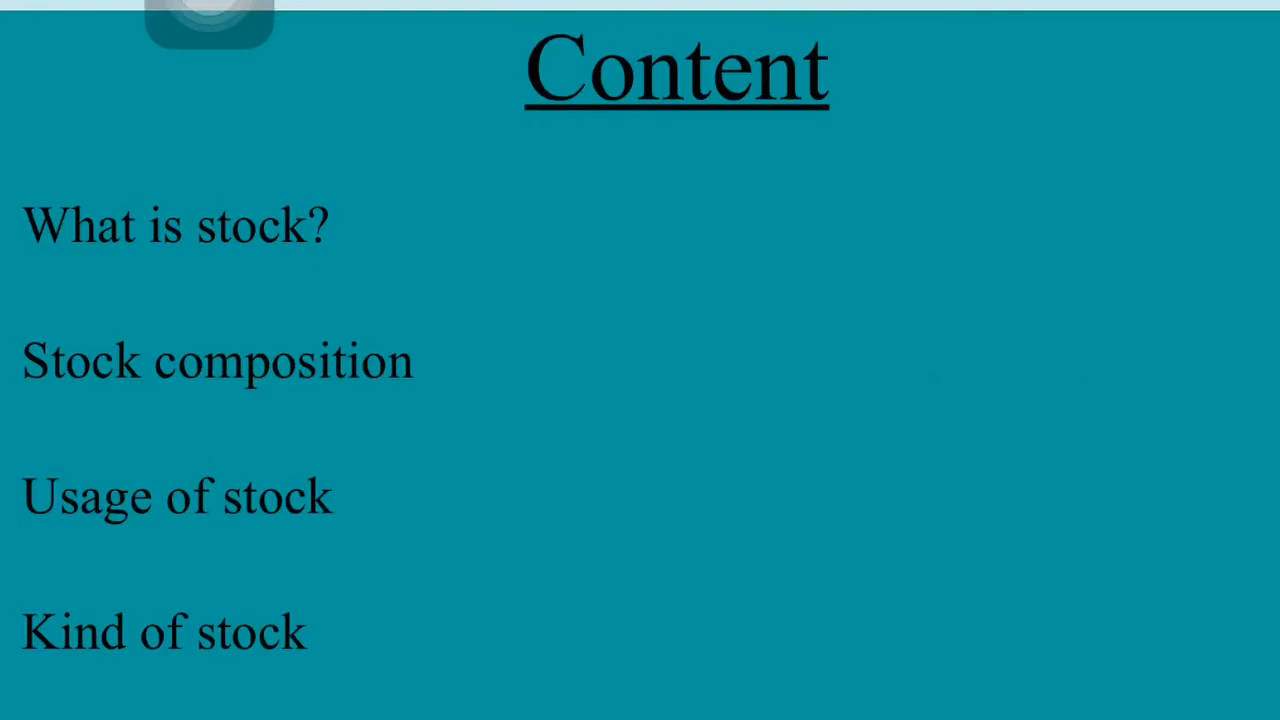 Content
What is stock?
Stock composition
Usage of stock
Kind of stock